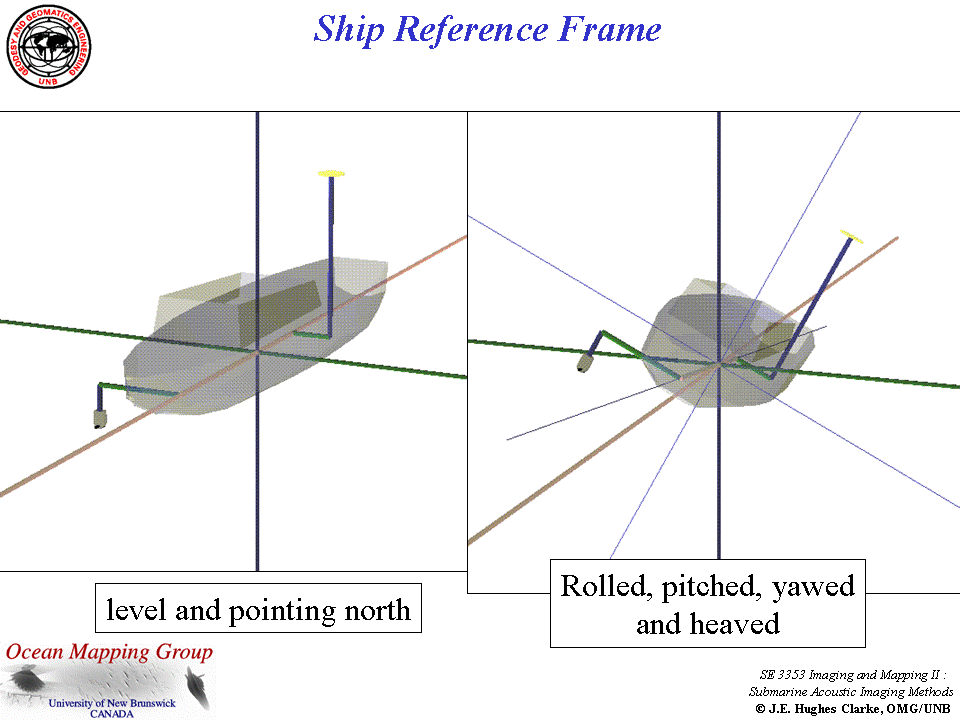 Ship Reference Frame
GEODESY AND GEOMATICS ENGINEERING
UNB
level and pointing north
Rolled, pitched, yawed
and heaved
Ocean Mapping Group
University of New Brunswick
CANADA
SE 3353 Imaging and Mapping II :
Submarine Acoustic Imaging Methods
© J.E. Hughes Clarke, OMG/UNB